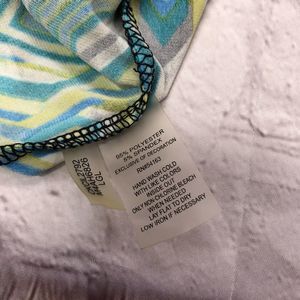 95% POLYESTER
5% SPANDEX
EXCLUSIVE OF DECORATION
HAND WASH COLD
WITH LIKE COLORS
INSIDE OUT
ONLY NON-CHLORINE BLEACH
WHEN NEEDED
LAY FLAT TO DRY
LOW IRON IF NECESSARY